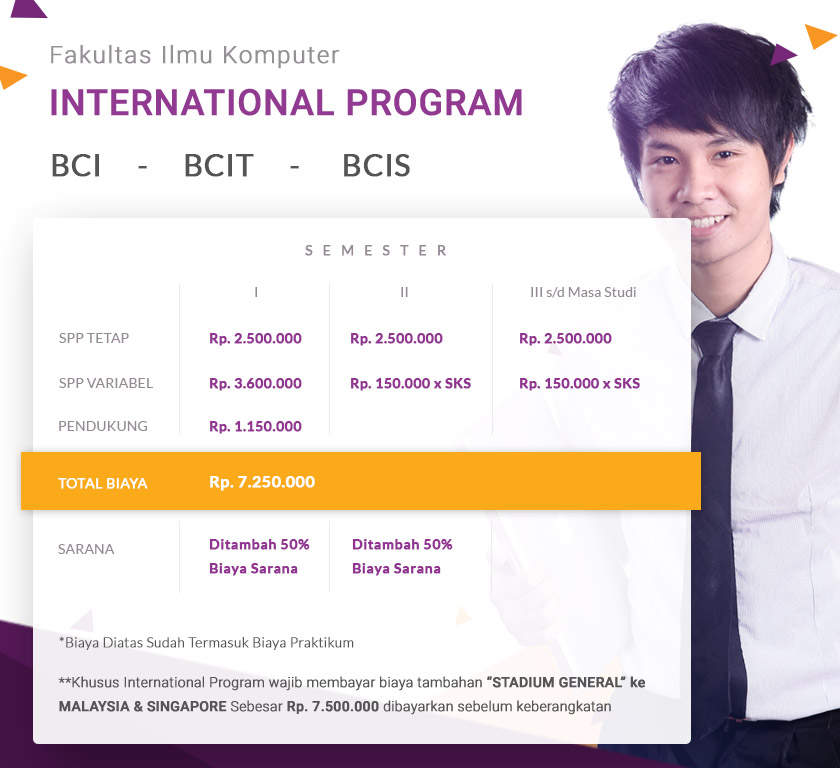 Fakultas Ilmu Komputer
INTERNATIONAL PROGRAM
BCI - BCIT - BCIS
SEMESTER
I II III s/d Masa Studi
SPP TETAP Rp. 2.500.000 Rp. 2.500.000 Rp. 2.500.000
SPP VARIABEL Rp. 3.600.000 Rp. 150.000 x SKS Rp. 150.000 x SKS
PENDUKUNG Rp. 1.150.000
TOTAL BIAYA Rp. 7.250.000
SARANA Ditambah 50% Ditambah 50%
Biaya Sarana Biaya Sarana
*Biaya Diatas Sudah Termasuk Biaya Praktikum
**Khusus International Program wajib membayar biaya tambahan “STADIUM GENERAL” ke
MALAYSIA & SINGAPORE Sebesar Rp. 7.500.000 dibayarkan sebelum keberangkatan